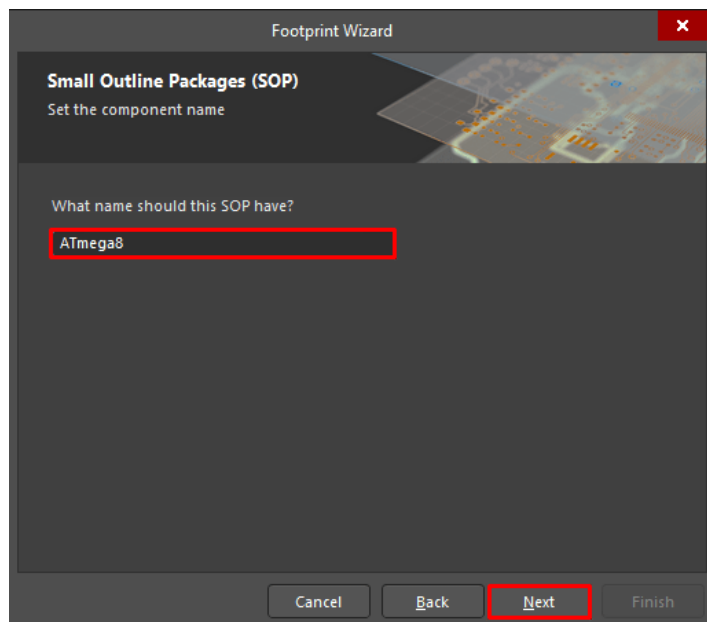 Footprint Wizard
Small Outline Packages (SOP)
Set the component name
What name should this SOP have?
ATmega8
Cancel
Back
Next
Finish